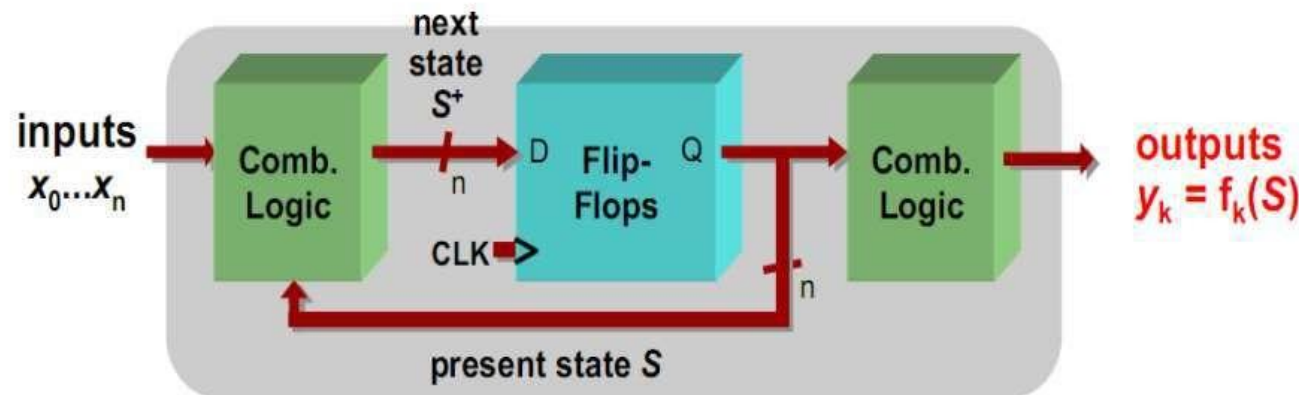 next
state
S⁺
inputs
x₀...xₙ
Comb.
Logic
n
D
Q
Flip-
Flops
CLK
n
Comb.
Logic
outputs
yₖ = fₖ(S)
present state S